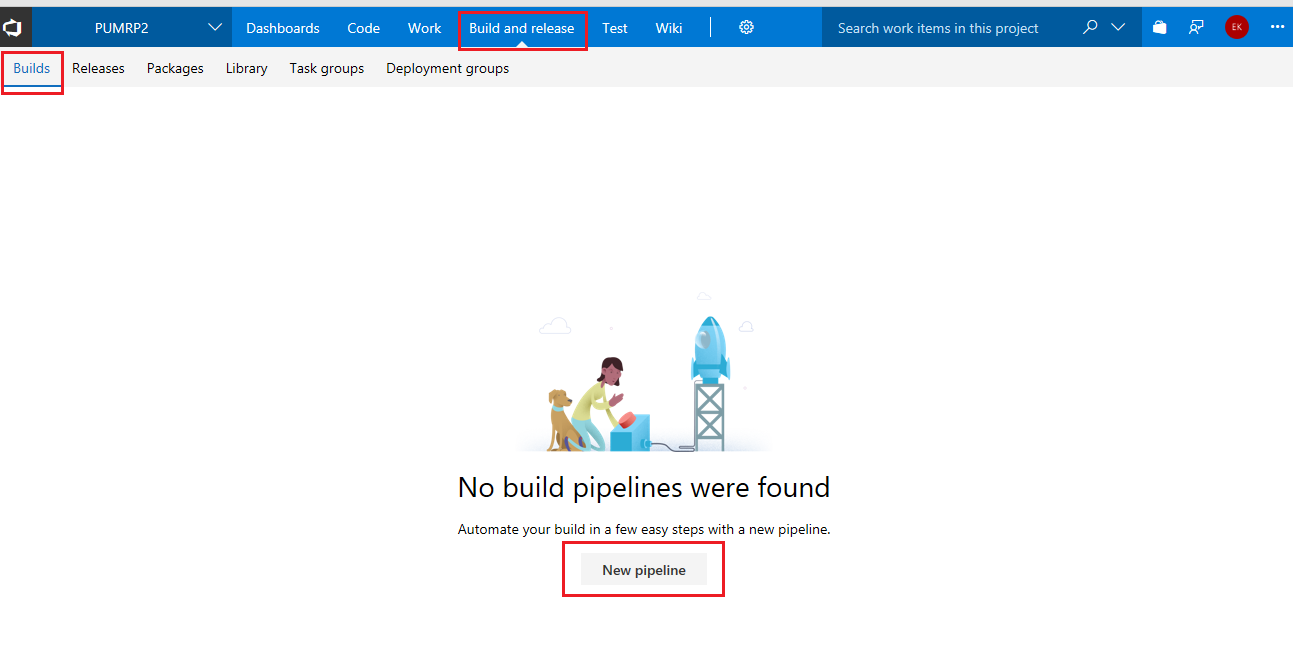 PUMRP2 Dashboards Code Work Build and release Test Wiki Search work items in this project EK
Builds Releases Packages Library Task groups Deployment groups
No build pipelines were found
Automate your build in a few easy steps with a new pipeline.
New pipeline